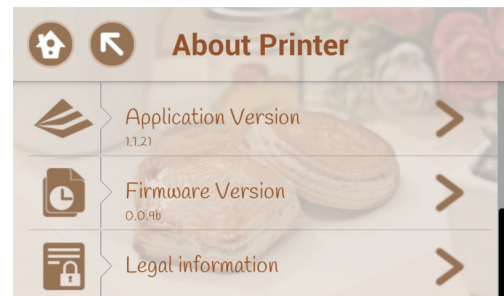 About Printer
Application Version
1.1.21
Firmware Version
0.0.9b
Legal information